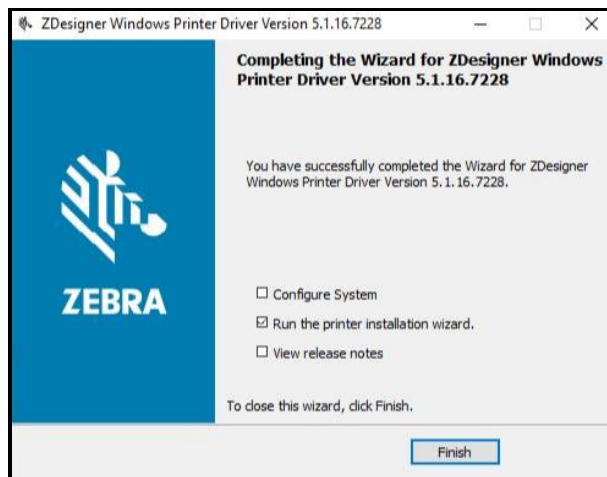 ZDesigner Windows Printer Driver Version 5.1.16.7228
Completing the Wizard for ZDesigner Windows
Printer Driver Version 5.1.16.7228
You have successfully completed the Wizard for ZDesigner
Windows Printer Driver Version 5.1.16.7228.
ZEBRA
Configure System
Run the printer installation wizard.
View release notes
To close this wizard, click Finish.
Finish